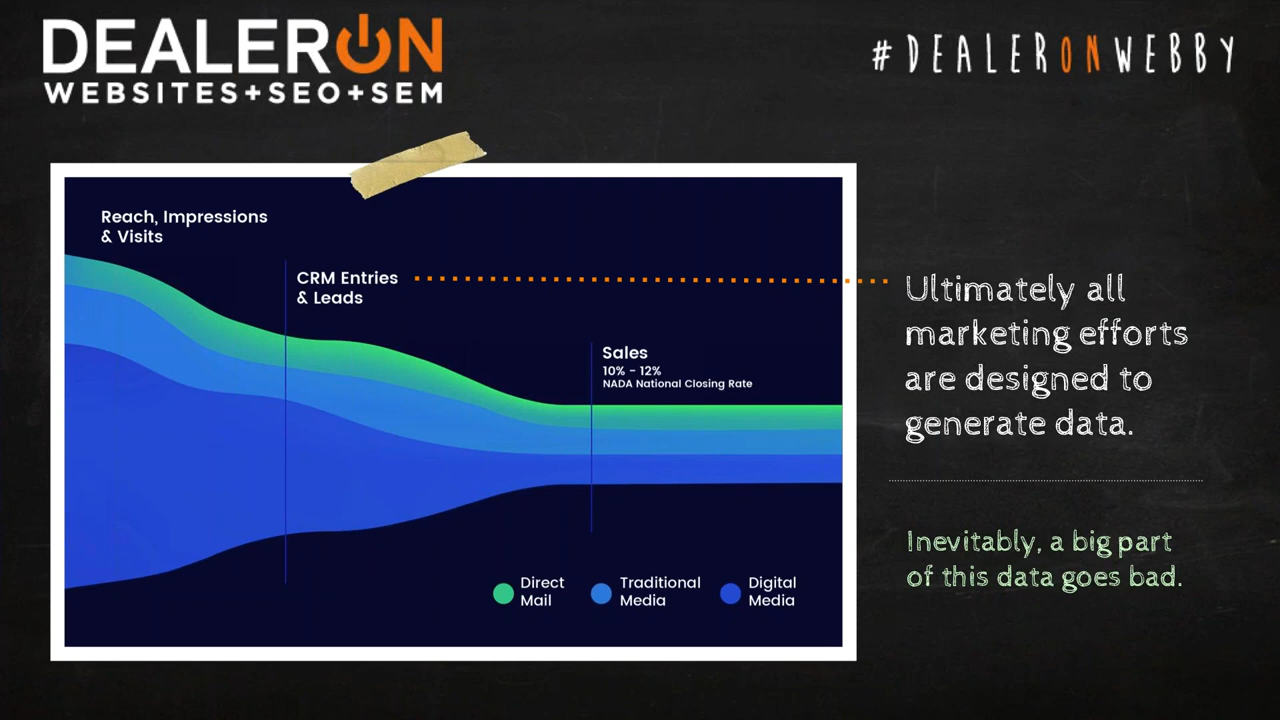 DEALERON
WEBSITES+SEO+SEM
#DEALERONWEBBY
Reach, Impressions
& Visits
CRM Entries
& Leads
Sales
10% - 12%
NADA National Closing Rate
Direct
Mail
Traditional
Media
Digital
Media
Ultimately all
marketing efforts
are designed to
generate data.
Inevitably, a big part
of this data goes bad.